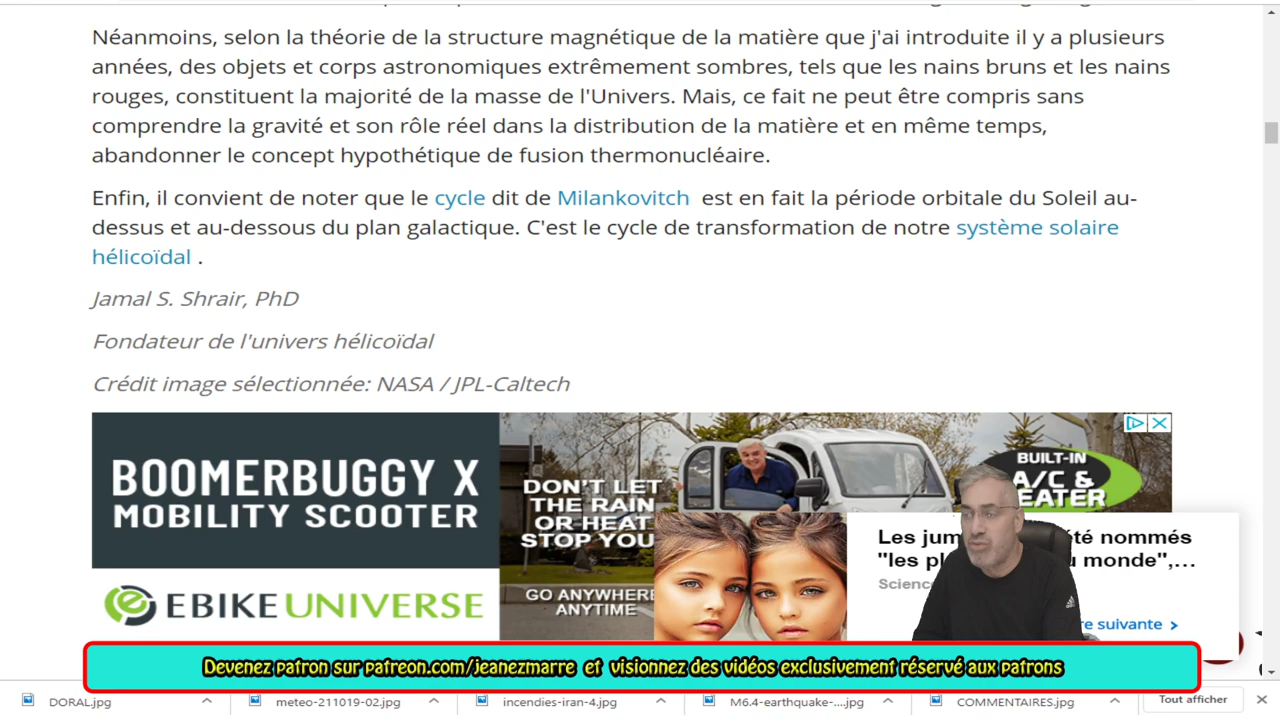 Néanmoins, selon la théorie de la structure magnétique de la matière que j'ai introduite il y a plusieurs
années, des objets et corps astronomiques extrêmement sombres, tels que les nains bruns et les nains
rouges, constituent la majorité de la masse de l'Univers. Mais, ce fait ne peut être compris sans
comprendre la gravité et son rôle réel dans la distribution de la matière et en même temps,
abandonner le concept hypothétique de fusion thermonucléaire.
Enfin, il convient de noter que le cycle dit de Milankovitch est en fait la période orbitale du Soleil au-
dessus et au-dessous du plan galactique. C'est le cycle de transformation de notre système solaire
hélicoïdal .
Jamal S. Shrair, PhD
Fondateur de l'univers hélicoïdal
Crédit image sélectionnée: NASA / JPL-Caltech
BOOMERBUGGY X
MOBILITY SCOOTER
EBIKE UNIVERSE
DON'T LET
THE RAIN
OR HEAT
STOP YOU
GO ANYWHERE
ANYTIME
BUILT-IN
A/C &
Les été nommés
"les monde",...
suivante >
Devenez patron sur patreon.com/jeanezmarre et visionnez des vidéos exclusivement réservé aux patrons
DORAL.jpg
meteo-211019-02.jpg
incendies-iran-4.jpg
M6.4-earthquake-....jpg
COMMENTAIRES.jpg
Tout afficher